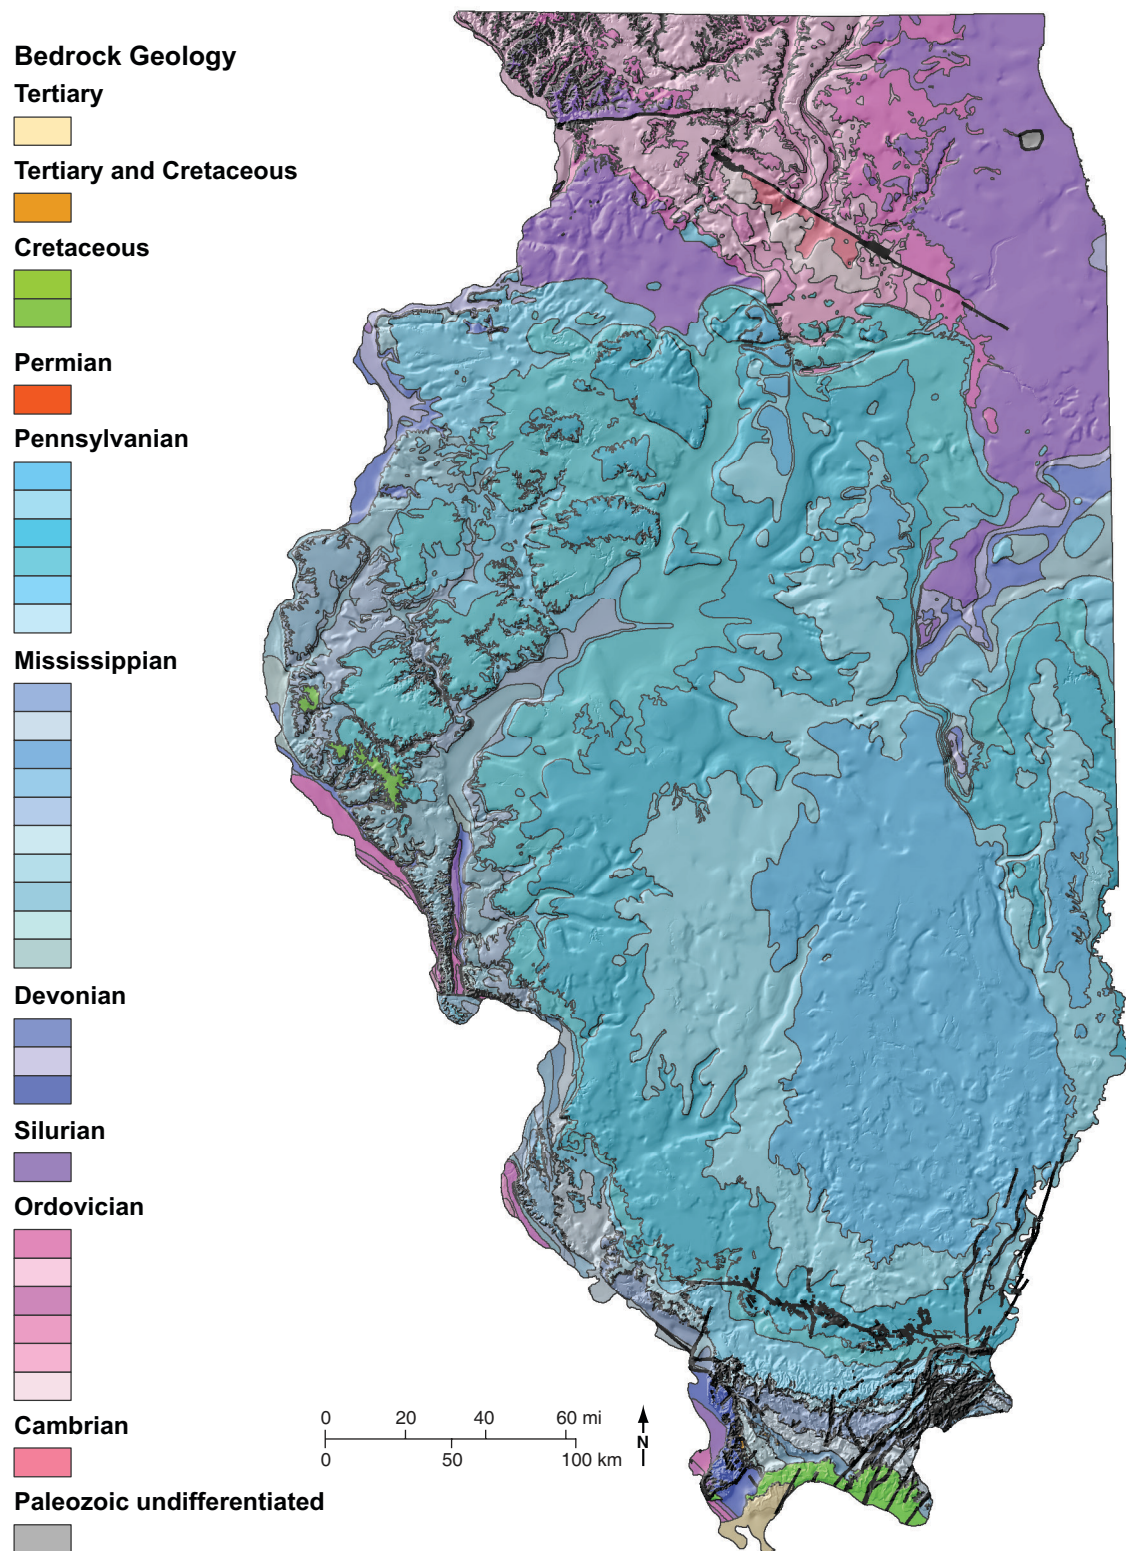 Bedrock Geology
Tertiary
Tertiary and Cretaceous
Cretaceous
Permian
Pennsylvanian
Mississippian
Devonian
Silurian
Ordovician
Cambrian
Paleozoic undifferentiated
0 20 40 60 mi
0 50 100 km
N